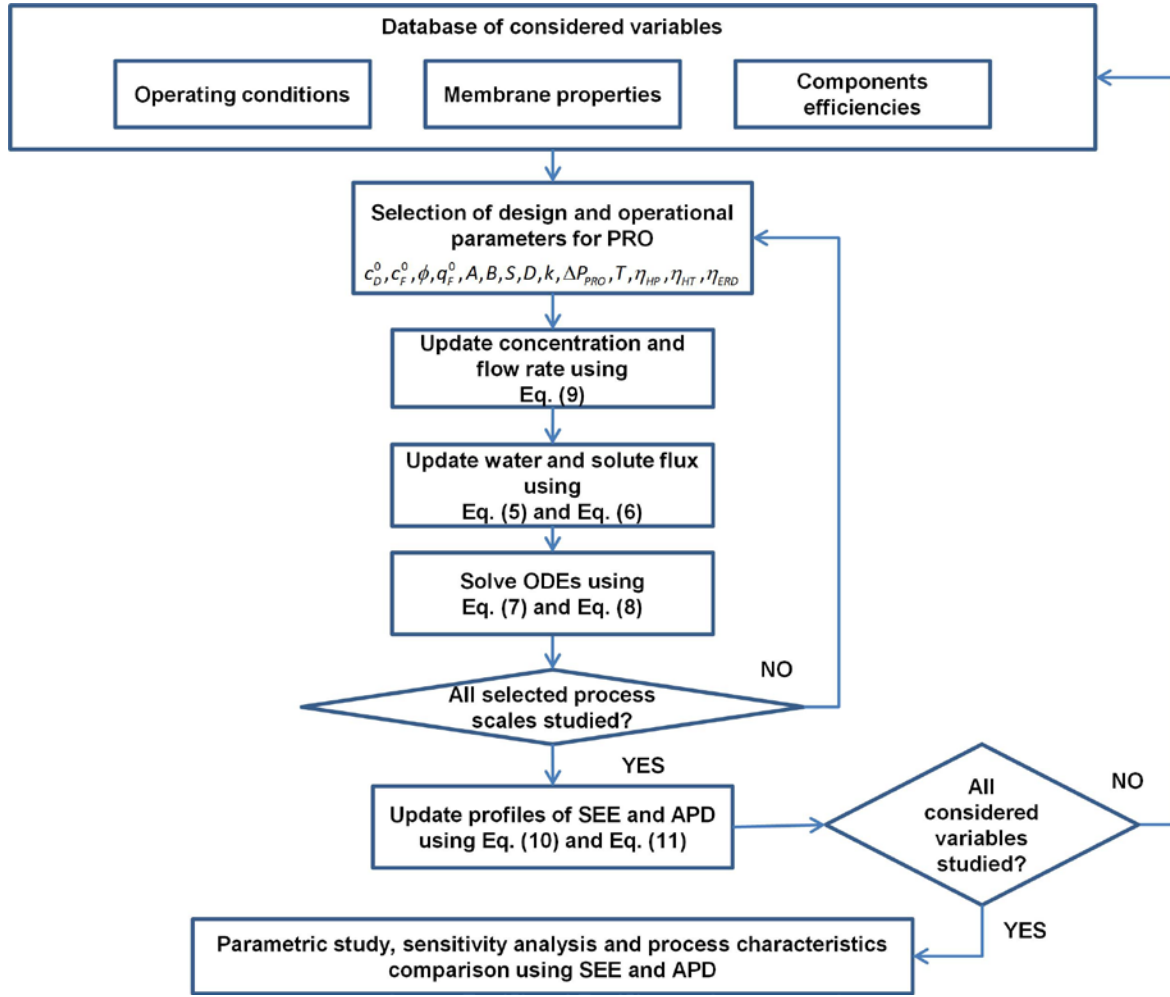 Database of considered variables
Operating conditions
Membrane properties
Components
efficiencies
Selection of design and operational
parameters for PRO
c_D^0, c_F^0, ϕ, q_F^0, A, B, S, D, k, ΔP_PRO, T, η_HP, η_HT, η_ERD
Update concentration and
flow rate using
Eq. (9)
Update water and solute flux
using
Eq. (5) and Eq. (6)
Solve ODEs using
Eq. (7) and Eq. (8)
NO
All selected process
scales studied?
YES
Update profiles of SEE and APD
using Eq. (10) and Eq. (11)
NO
All
considered
variables
studied?
YES
Parametric study, sensitivity analysis and process characteristics
comparison using SEE and APD